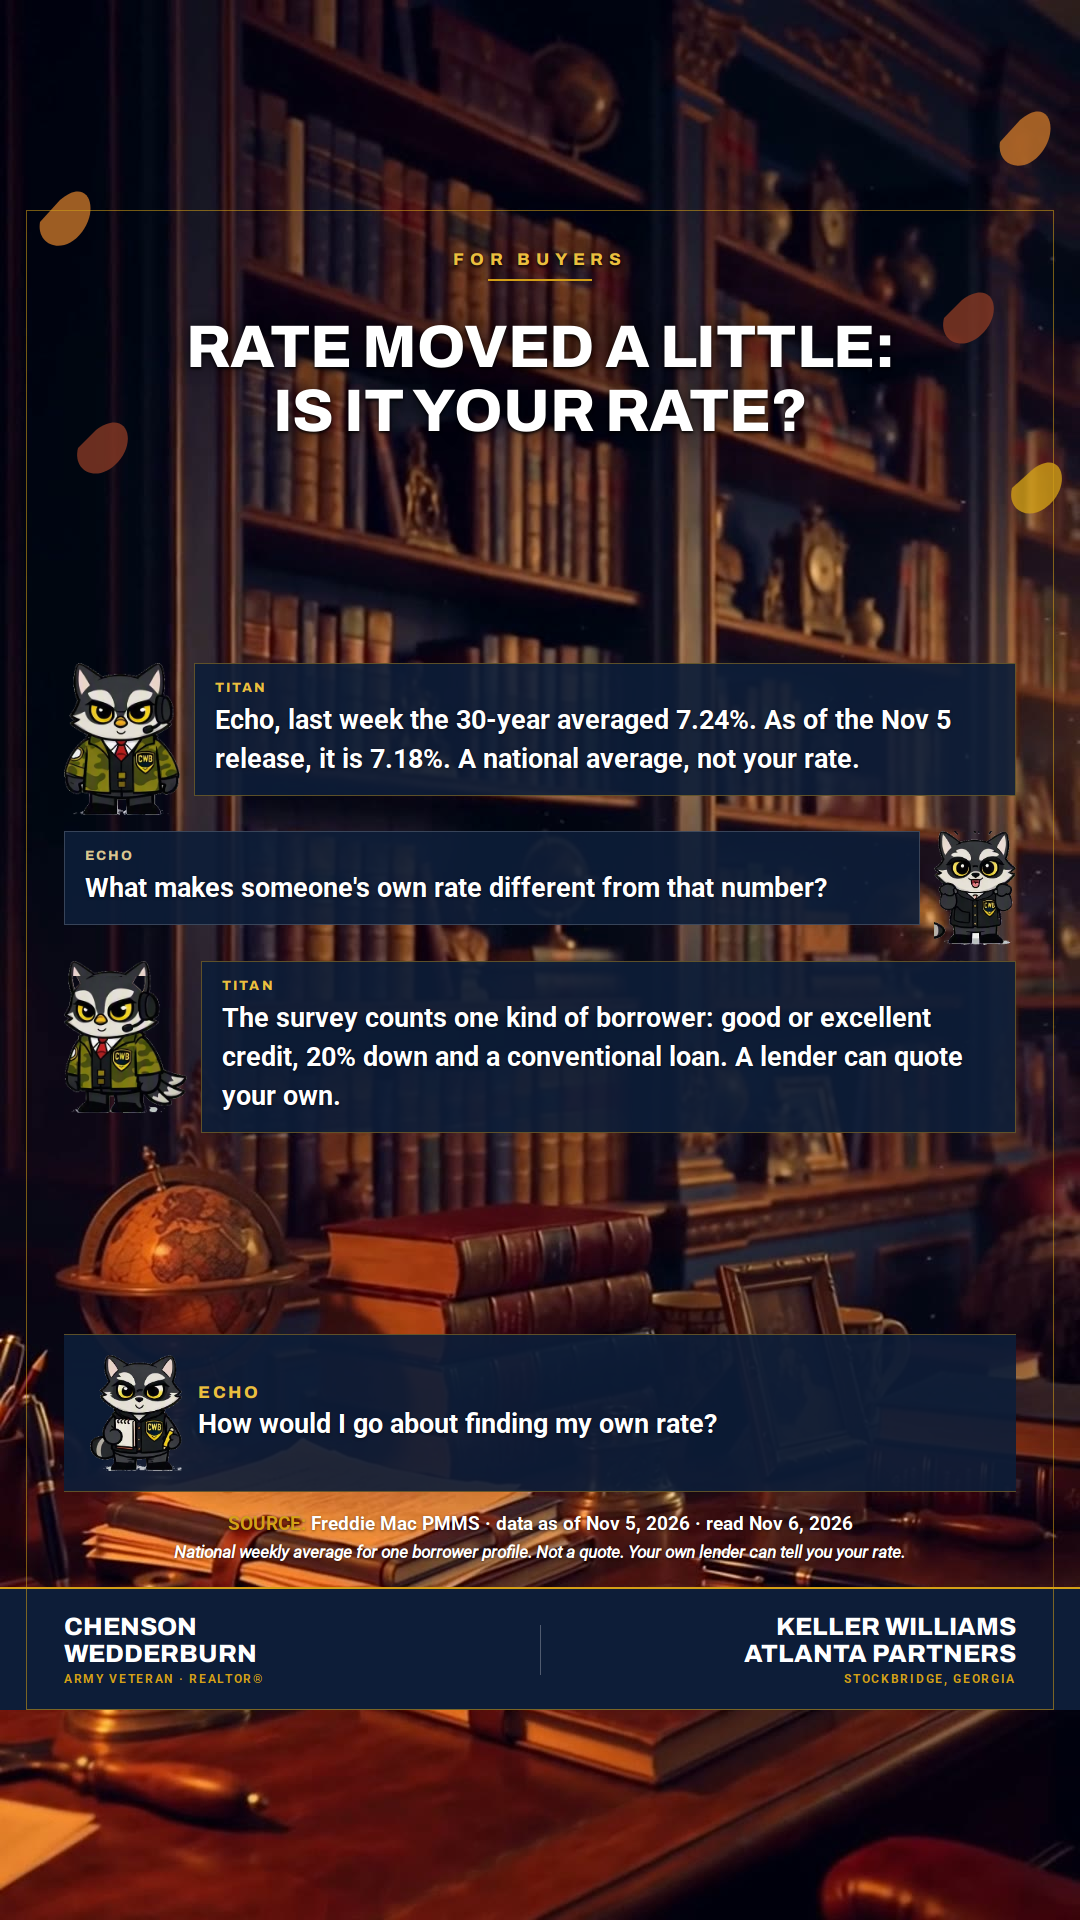 FOR BUYERS
RATE MOVED A LITTLE:
IS IT YOUR RATE?
TITAN
Echo, last week the 30-year averaged 7.24%. As of the Nov 5
release, it is 7.18%. A national average, not your rate.
CWB
ECHO
What makes someone's own rate different from that number?
CWB
TITAN
The survey counts one kind of borrower: good or excellent
credit, 20% down and a conventional loan. A lender can quote
your own.
CWB
ECHO
How would I go about finding my own rate?
CWB
SOURCE: Freddie Mac PMMS · data as of Nov 5, 2026 · read Nov 6, 2026
National weekly average for one borrower profile. Not a quote. Your own lender can tell you your rate.
CHENSON
WEDDERBURN
ARMY VETERAN · REALTOR®
KELLER WILLIAMS
ATLANTA PARTNERS
STOCKBRIDGE, GEORGIA